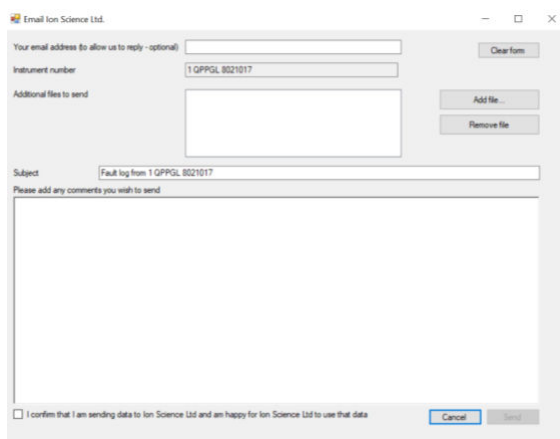 Email Ion Science Ltd.
Your email address (to allow us to reply - optional)
Clear form
Instrument number
1 QPPGL 8021017
Additional files to send
Add file...
Remove file
Subject
Fault log from 1 QPPGL 8021017
Please add any comments you wish to send
I confirm that I am sending data to Ion Science Ltd and am happy for Ion Science Ltd to use that data
Cancel
Send